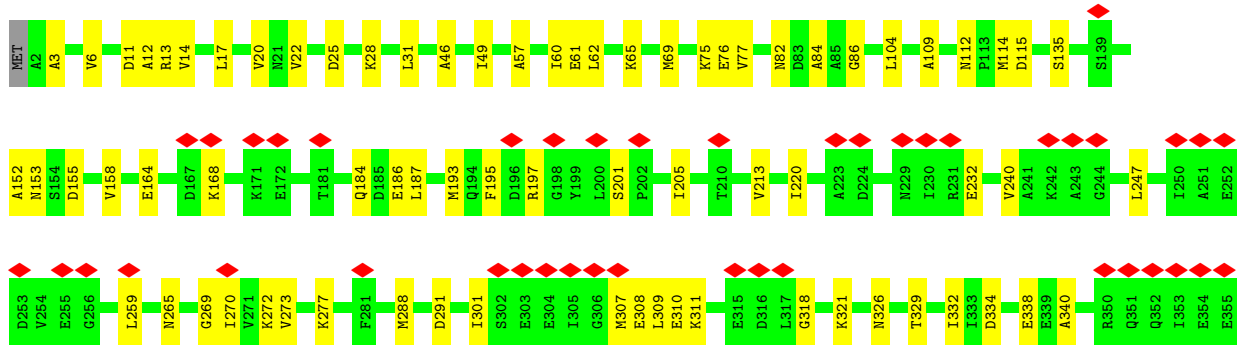 MET A2 A3 V6 D11 A12 R13 V14 L17 V20 N21 V22 D25 K28 L31 A46 I49 A57 I60 E61 L62 K65 M69 K75 E76 V77 N82 D83 A84 A85 G86 L104 A109 N112 P113 M114 D115 S135 S139
A152 N153 S154 D155 V158 E164 D167 K168 K171 E172 T181 Q184 D185 E186 L187 M193 Q194 F195 D196 R197 G198 Y199 L200 S201 P202 I205 T210 V213 I220 A223 D224 N229 I230 R231 E232 V240 A241 K242 A243 G244 L247 I250 A251 E252
D253 V254 E255 G256 L259 N265 G269 I270 V271 K272 V273 K277 F281 M288 D291 I301 S302 E303 E304 I305 G306 M307 E308 L309 E310 K311 E315 D316 L317 G318 K321 N326 T329 I332 I333 D334 E338 E339 A340 R350 Q351 Q352 I353 E354 E355